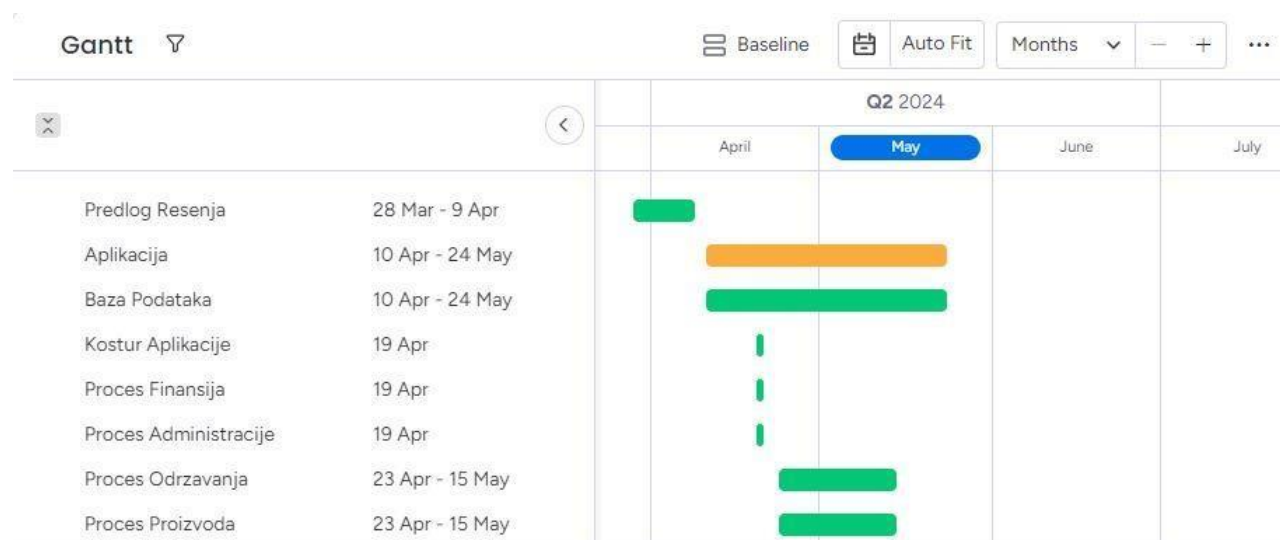 Gantt Baseline Auto Fit Months
Q2 2024
April May June July
Predlog Resenja 28 Mar - 9 Apr
Aplikacija 10 Apr - 24 May
Baza Podataka 10 Apr - 24 May
Kostur Aplikacije 19 Apr
Proces Finansija 19 Apr
Proces Administracije 19 Apr
Proces Odrzavanja 23 Apr - 15 May
Proces Proizvoda 23 Apr - 15 May